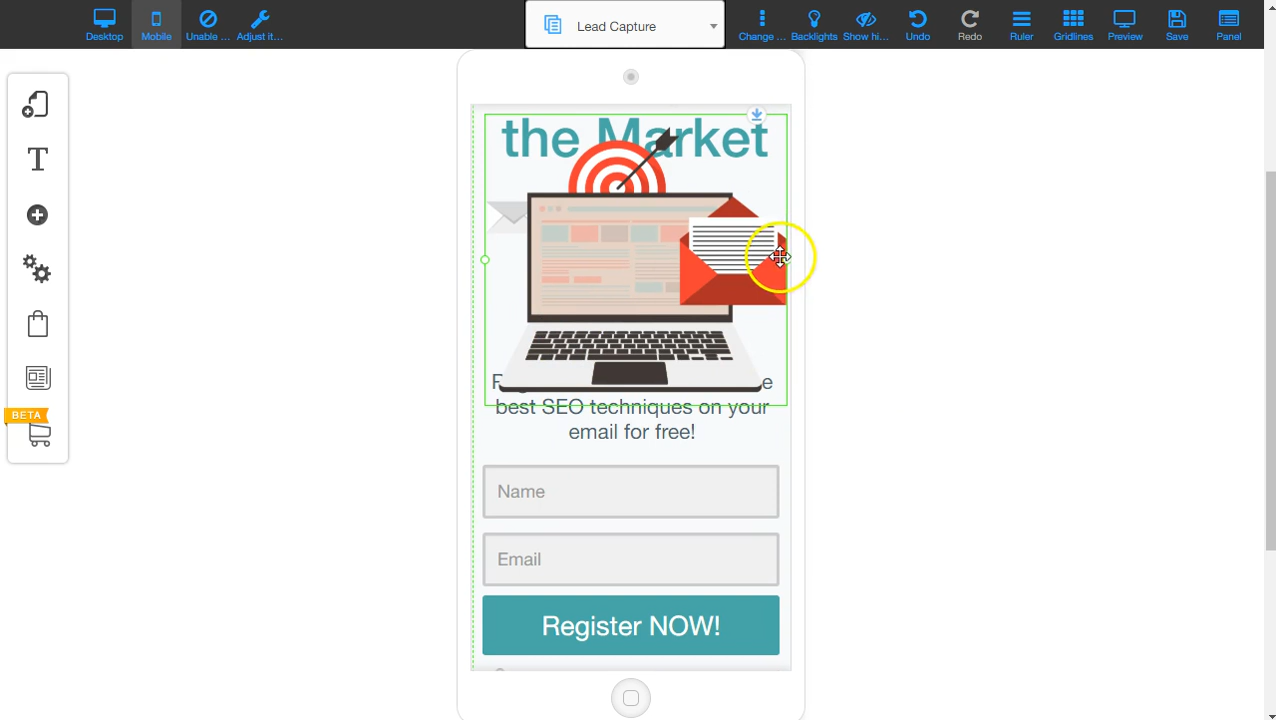 Desktop
Mobile
Unable ...
Adjust it...
Lead Capture
Change ...
Backlights
Show hi...
Undo
Redo
Ruler
Gridlines
Preview
Save
Panel
T
BETA
the Market
best SEO techniques on your
email for free!
Name
Email
Register NOW!